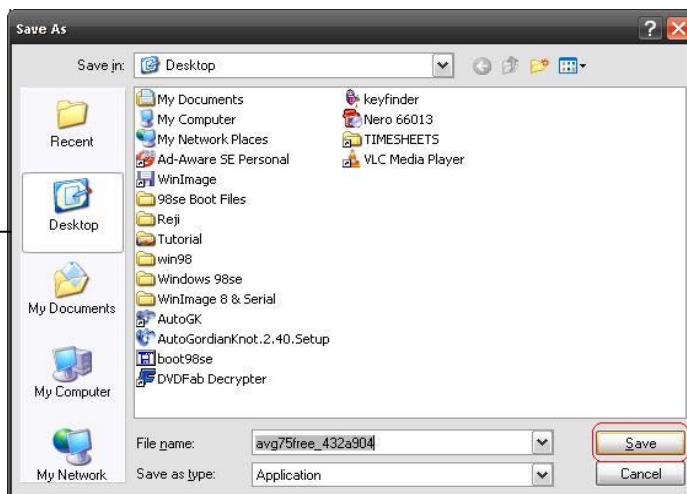 Save As
Save in:
Desktop
Recent
Desktop
My Documents
My Computer
My Network
My Documents
My Computer
My Network Places
Ad-Aware SE Personal
WinImage
98se Boot Files
Reji
Tutorial
win98
Windows 98se
WinImage 8 & Serial
AutoGK
AutoGordianKnot.2.40.Setup
boot98se
DVDFab Decrypter
keyfinder
Nero 66013
TIMESHEETS
VLC Media Player
File name:
avg75free_432a904
Save
Save as type:
Application
Cancel